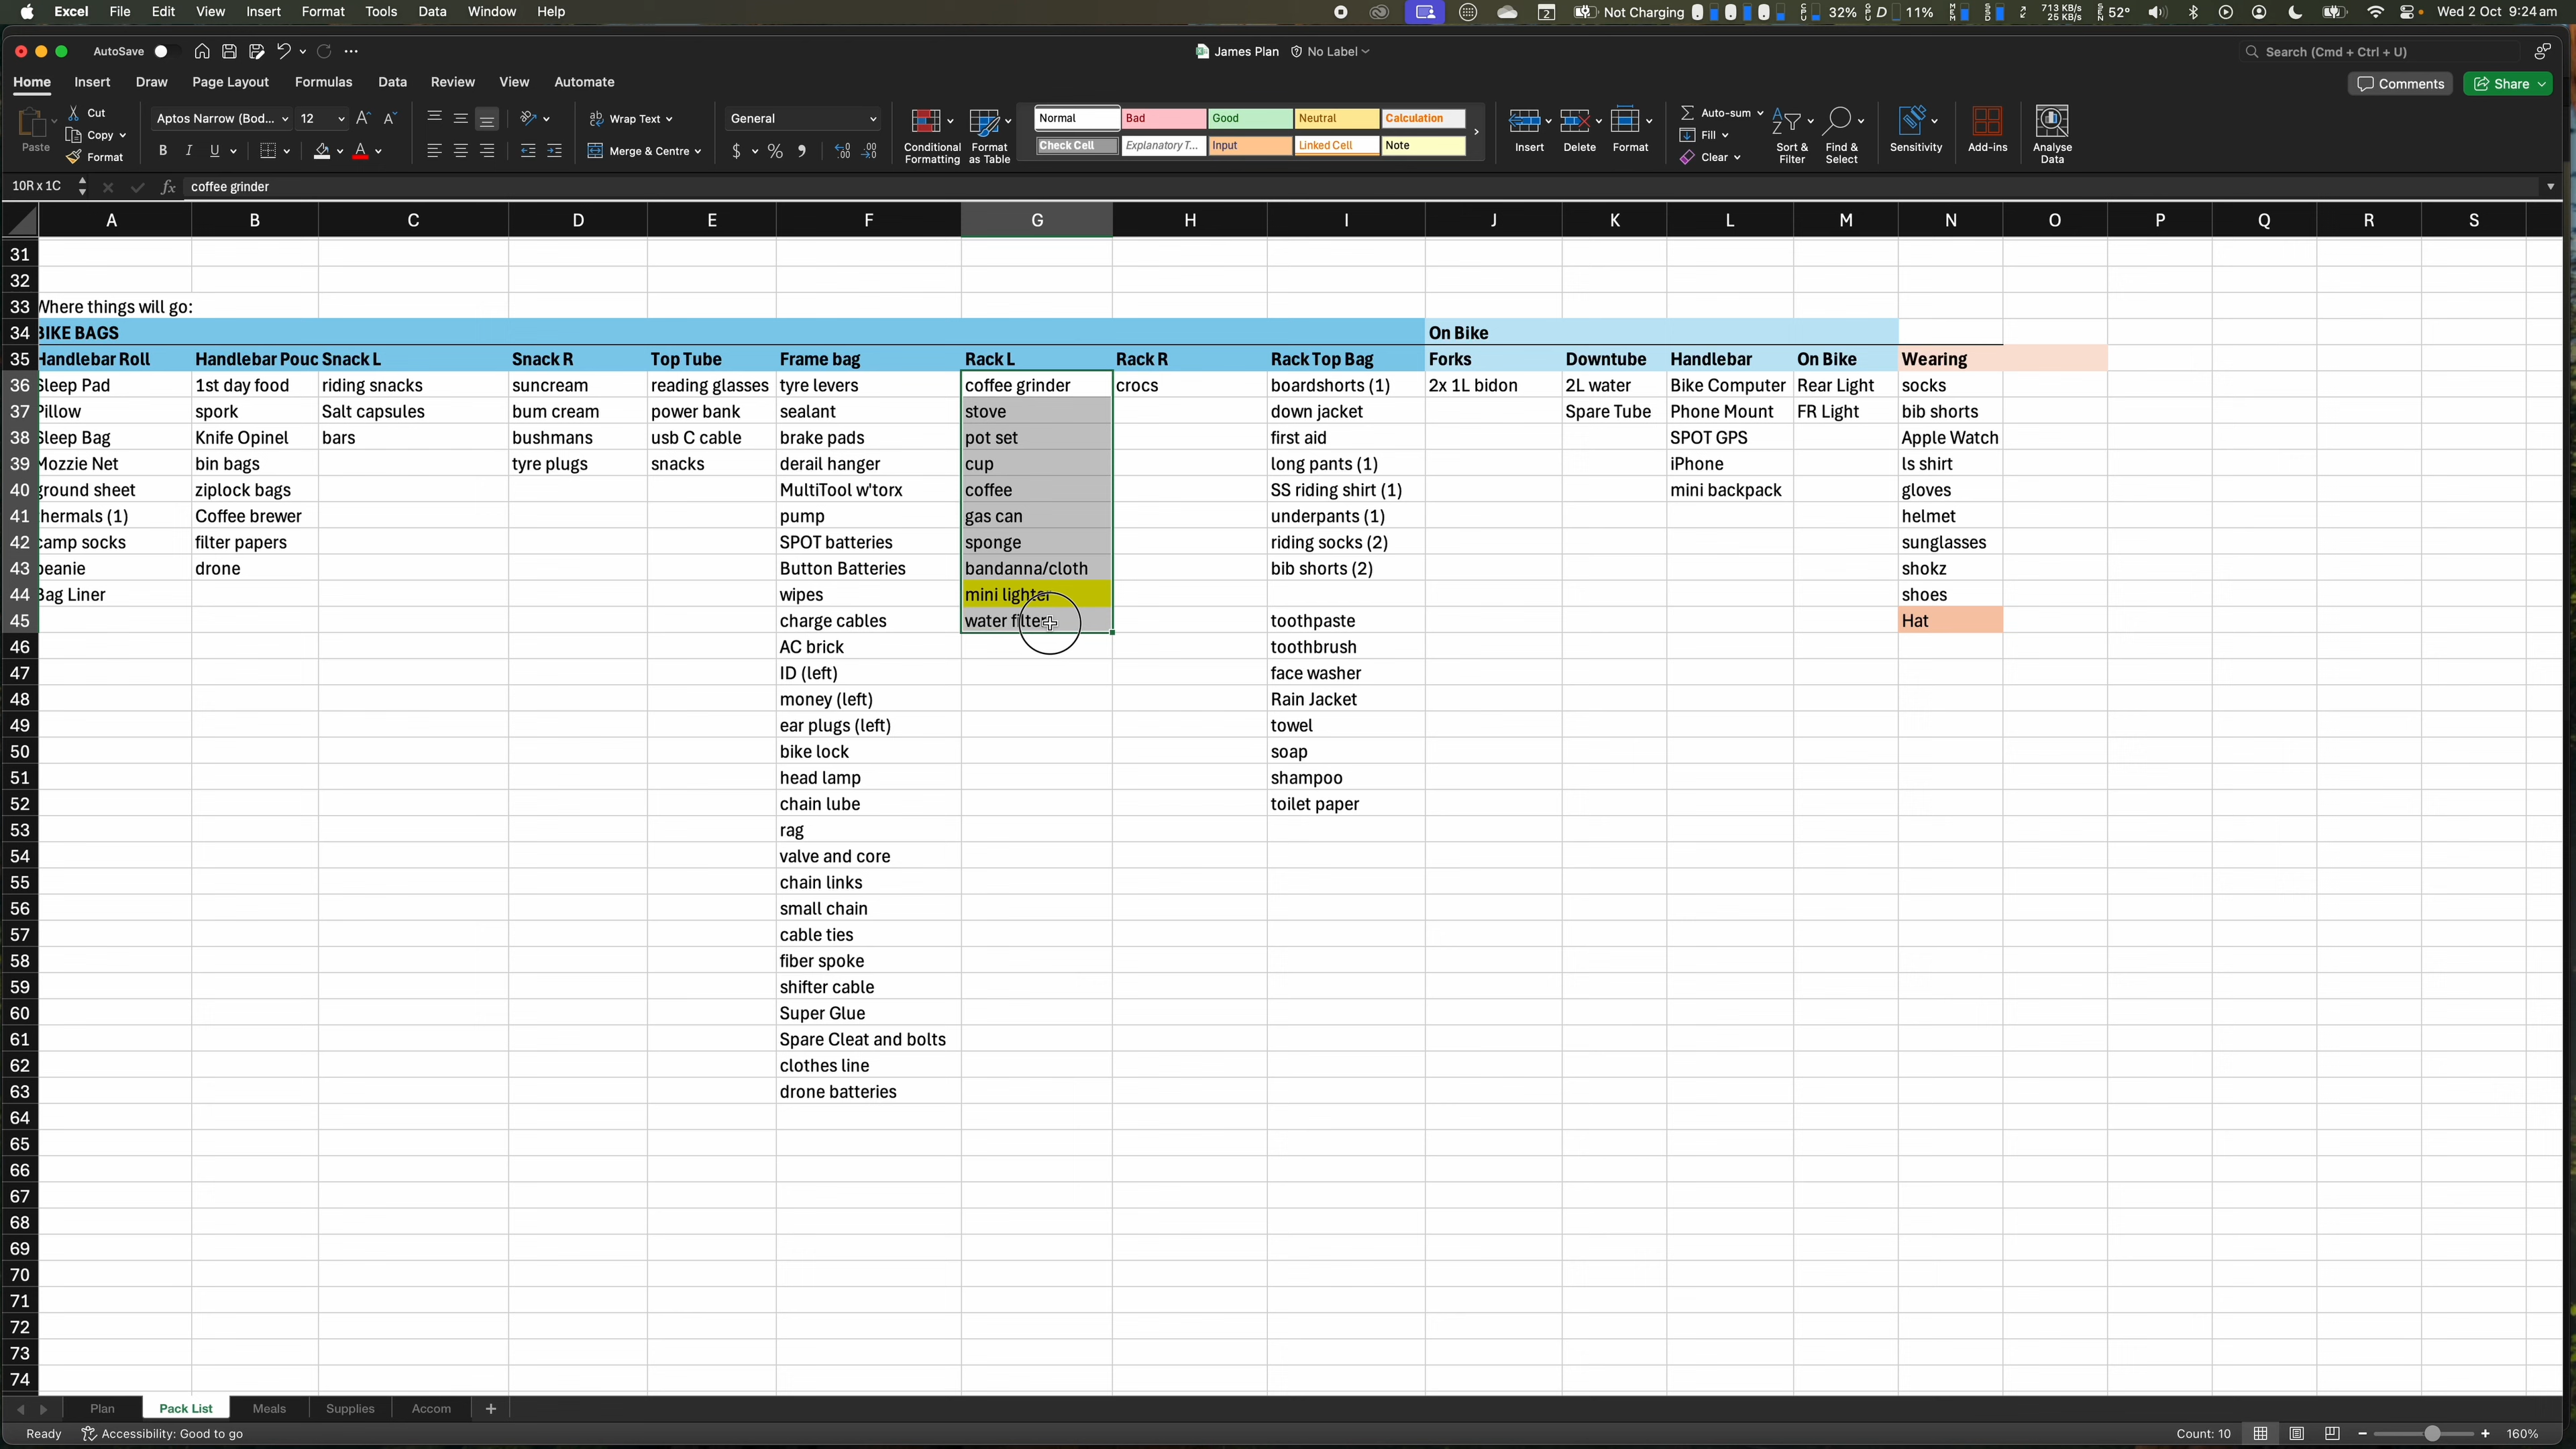 Excel File Edit View Insert Format Tools Data Window Help 2 Not Charging 32% 11% 713 KB/s 25 KB/s 52° Wed 2 Oct 9:24am
AutoSave James Plan No Label Search (Cmd + Ctrl + U)
Home Insert Draw Page Layout Formulas Data Review View Automate Comments Share
Paste Cut Copy Format
Aptos Narrow (Bod... 12 Wrap Text Merge & Centre General
Conditional Formatting Format as Table
Normal Bad Good Neutral Calculation
Check Cell Explanatory T... Input Linked Cell Note
Insert Delete Format Auto-sum Fill Clear Sort & Filter Find & Select Sensitivity Add-ins Analyse Data
10R x 1C fx coffee grinder
A B C D E F G H I J K L M N O P Q R S
31
32
33 Where things will go:
34 BIKE BAGS On Bike
35 Handlebar Roll Handlebar Pouc Snack L Snack R Top Tube Frame bag Rack L Rack R Rack Top Bag Forks Downtube Handlebar On Bike Wearing
36 Sleep Pad 1st day food riding snacks suncream reading glasses tyre levers coffee grinder crocs boardshorts (1) 2x 1L bidon 2L water Bike Computer Rear Light socks
37 Pillow spork Salt capsules bum cream power bank sealant stove down jacket Spare Tube Phone Mount FR Light bib shorts
38 Sleep Bag Knife Opinel bars bushmans usb C cable brake pads pot set first aid SPOT GPS Apple Watch
39 Mozzie Net bin bags tyre plugs snacks derail hanger cup long pants (1) iPhone ls shirt
40 ground sheet ziplock bags MultiTool w'torx coffee SS riding shirt (1) mini backpack gloves
41 thermals (1) Coffee brewer pump gas can underpants (1) helmet
42 camp socks filter papers SPOT batteries sponge riding socks (2) sunglasses
43 beanie drone Button Batteries bandanna/cloth bib shorts (2) shokz
44 Bag Liner wipes mini lighter shoes
45 charge cables water filter toothpaste Hat
46 AC brick toothbrush
47 ID (left) face washer
48 money (left) Rain Jacket
49 ear plugs (left) towel
50 bike lock soap
51 head lamp shampoo
52 chain lube toilet paper
53 rag
54 valve and core
55 chain links
56 small chain
57 cable ties
58 fiber spoke
59 shifter cable
60 Super Glue
61 Spare Cleat and bolts
62 clothes line
63 drone batteries
64
65
66
67
68
69
70
71
72
73
74
Plan Pack List Meals Supplies Accom +
Ready Accessibility: Good to go Count: 10 160%